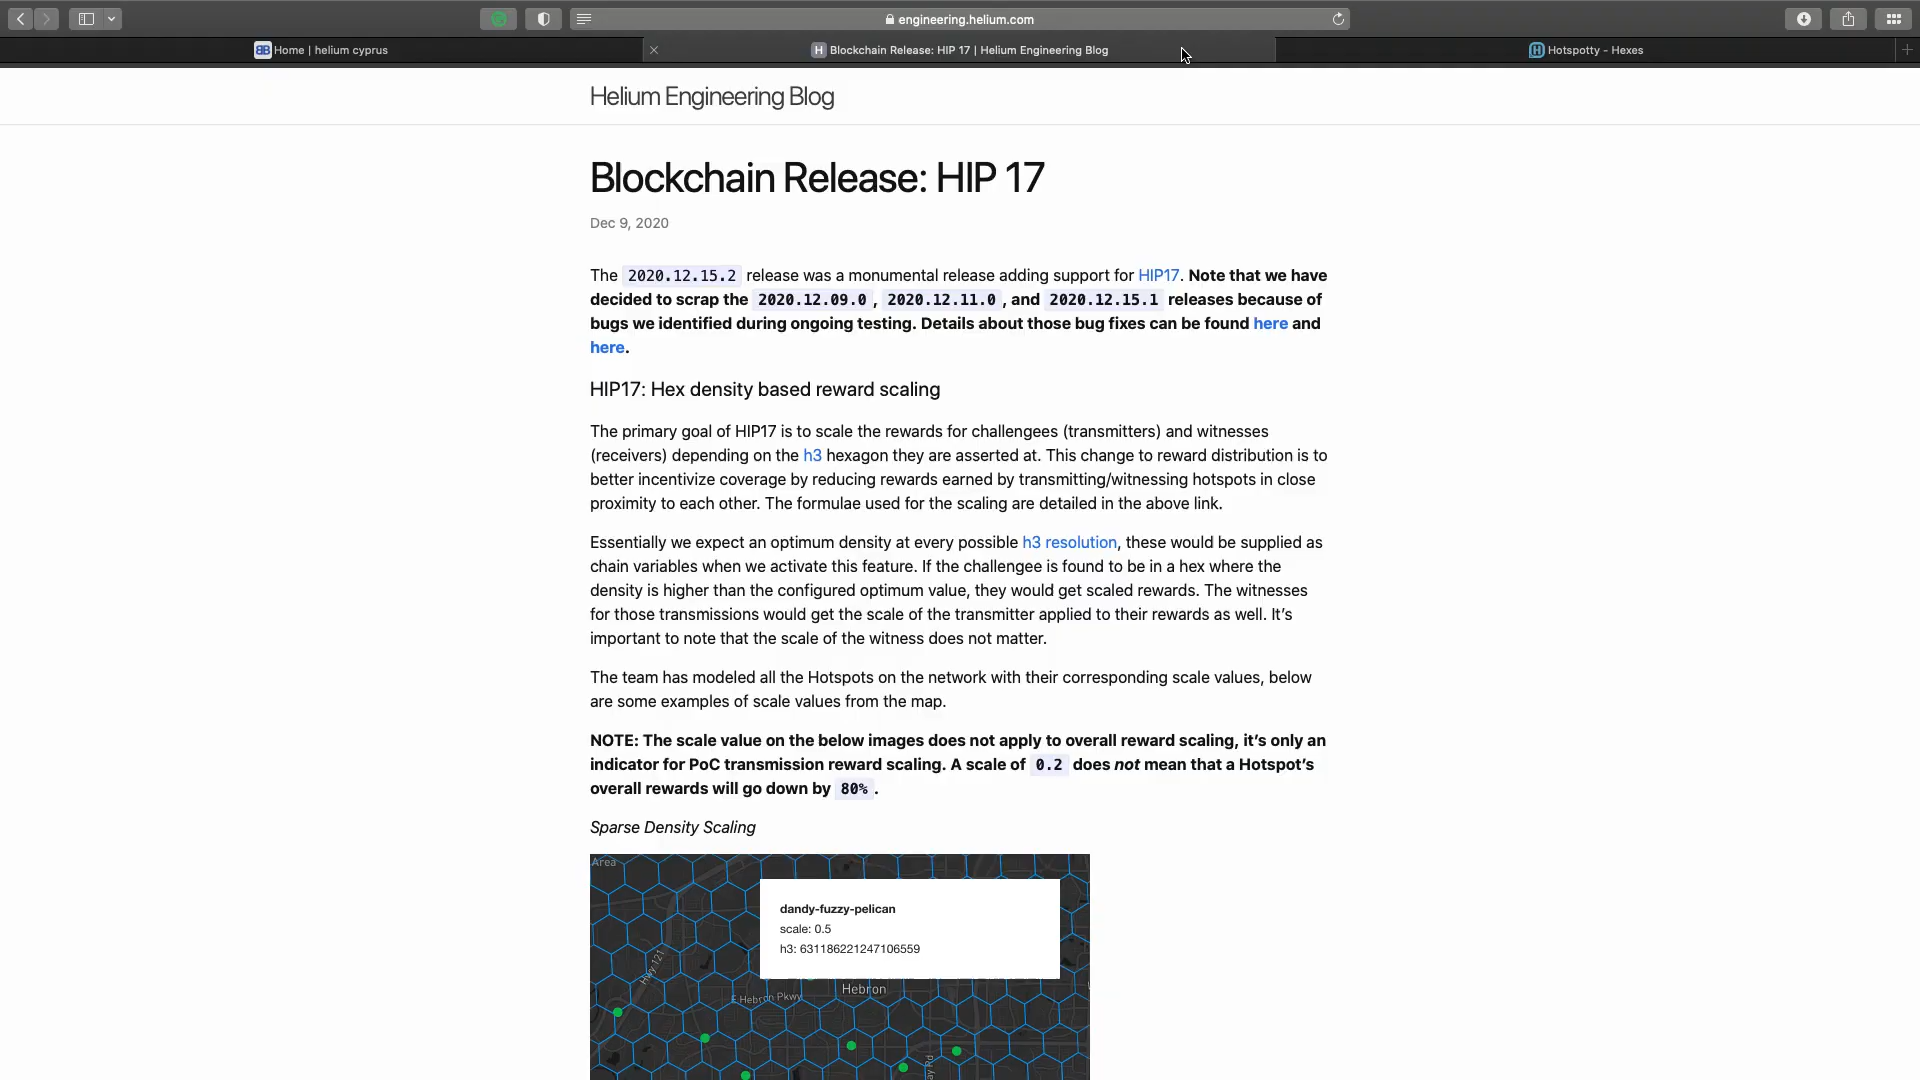 engineering.helium.com
Home | helium cyprus
Blockchain Release: HIP 17 | Helium Engineering Blog
Hotspotty - Hexes
Helium Engineering Blog
Blockchain Release: HIP 17
Dec 9, 2020
The 2020.12.15.2 release was a monumental release adding support for HIP17. Note that we have
decided to scrap the 2020.12.09.0, 2020.12.11.0, and 2020.12.15.1 releases because of
bugs we identified during ongoing testing. Details about those bug fixes can be found here and
here.
HIP17: Hex density based reward scaling
The primary goal of HIP17 is to scale the rewards for challengees (transmitters) and witnesses
(receivers) depending on the h3 hexagon they are asserted at. This change to reward distribution is to
better incentivize coverage by reducing rewards earned by transmitting/witnessing hotspots in close
proximity to each other. The formulae used for the scaling are detailed in the above link.
Essentially we expect an optimum density at every possible h3 resolution, these would be supplied as
chain variables when we activate this feature. If the challengee is found to be in a hex where the
density is higher than the configured optimum value, they would get scaled rewards. The witnesses
for those transmissions would get the scale of the transmitter applied to their rewards as well. It's
important to note that the scale of the witness does not matter.
The team has modeled all the Hotspots on the network with their corresponding scale values, below
are some examples of scale values from the map.
NOTE: The scale value on the below images does not apply to overall reward scaling, it's only an
indicator for PoC transmission reward scaling. A scale of 0.2 does not mean that a Hotspot's
overall rewards will go down by 80%.
Sparse Density Scaling
Area
dandy-fuzzy-pelican
scale: 0.5
h3: 631186221247106559
Hwy 121
E Hebron Pkwy
Hebron